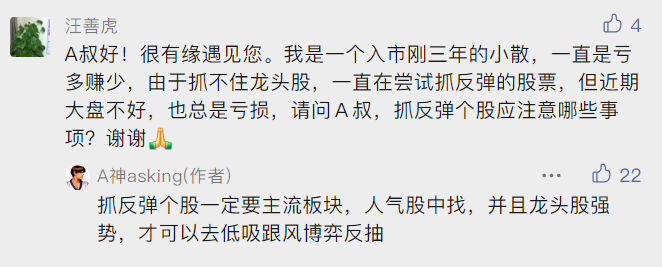 汪善虎
4
A叔好！很有缘遇见您。我是一个入市刚三年的小散，一直是亏
多赚少，由于抓不住龙头股，一直在尝试抓反弹的股票，但近期
大盘不好，也总是亏损，请问A叔，抓反弹个股应注意哪些事
项？谢谢🙏
A神asking(作者)
22
抓反弹个股一定要主流板块，人气股中找，并且龙头股强
势，才可以去低吸跟风博弈反抽